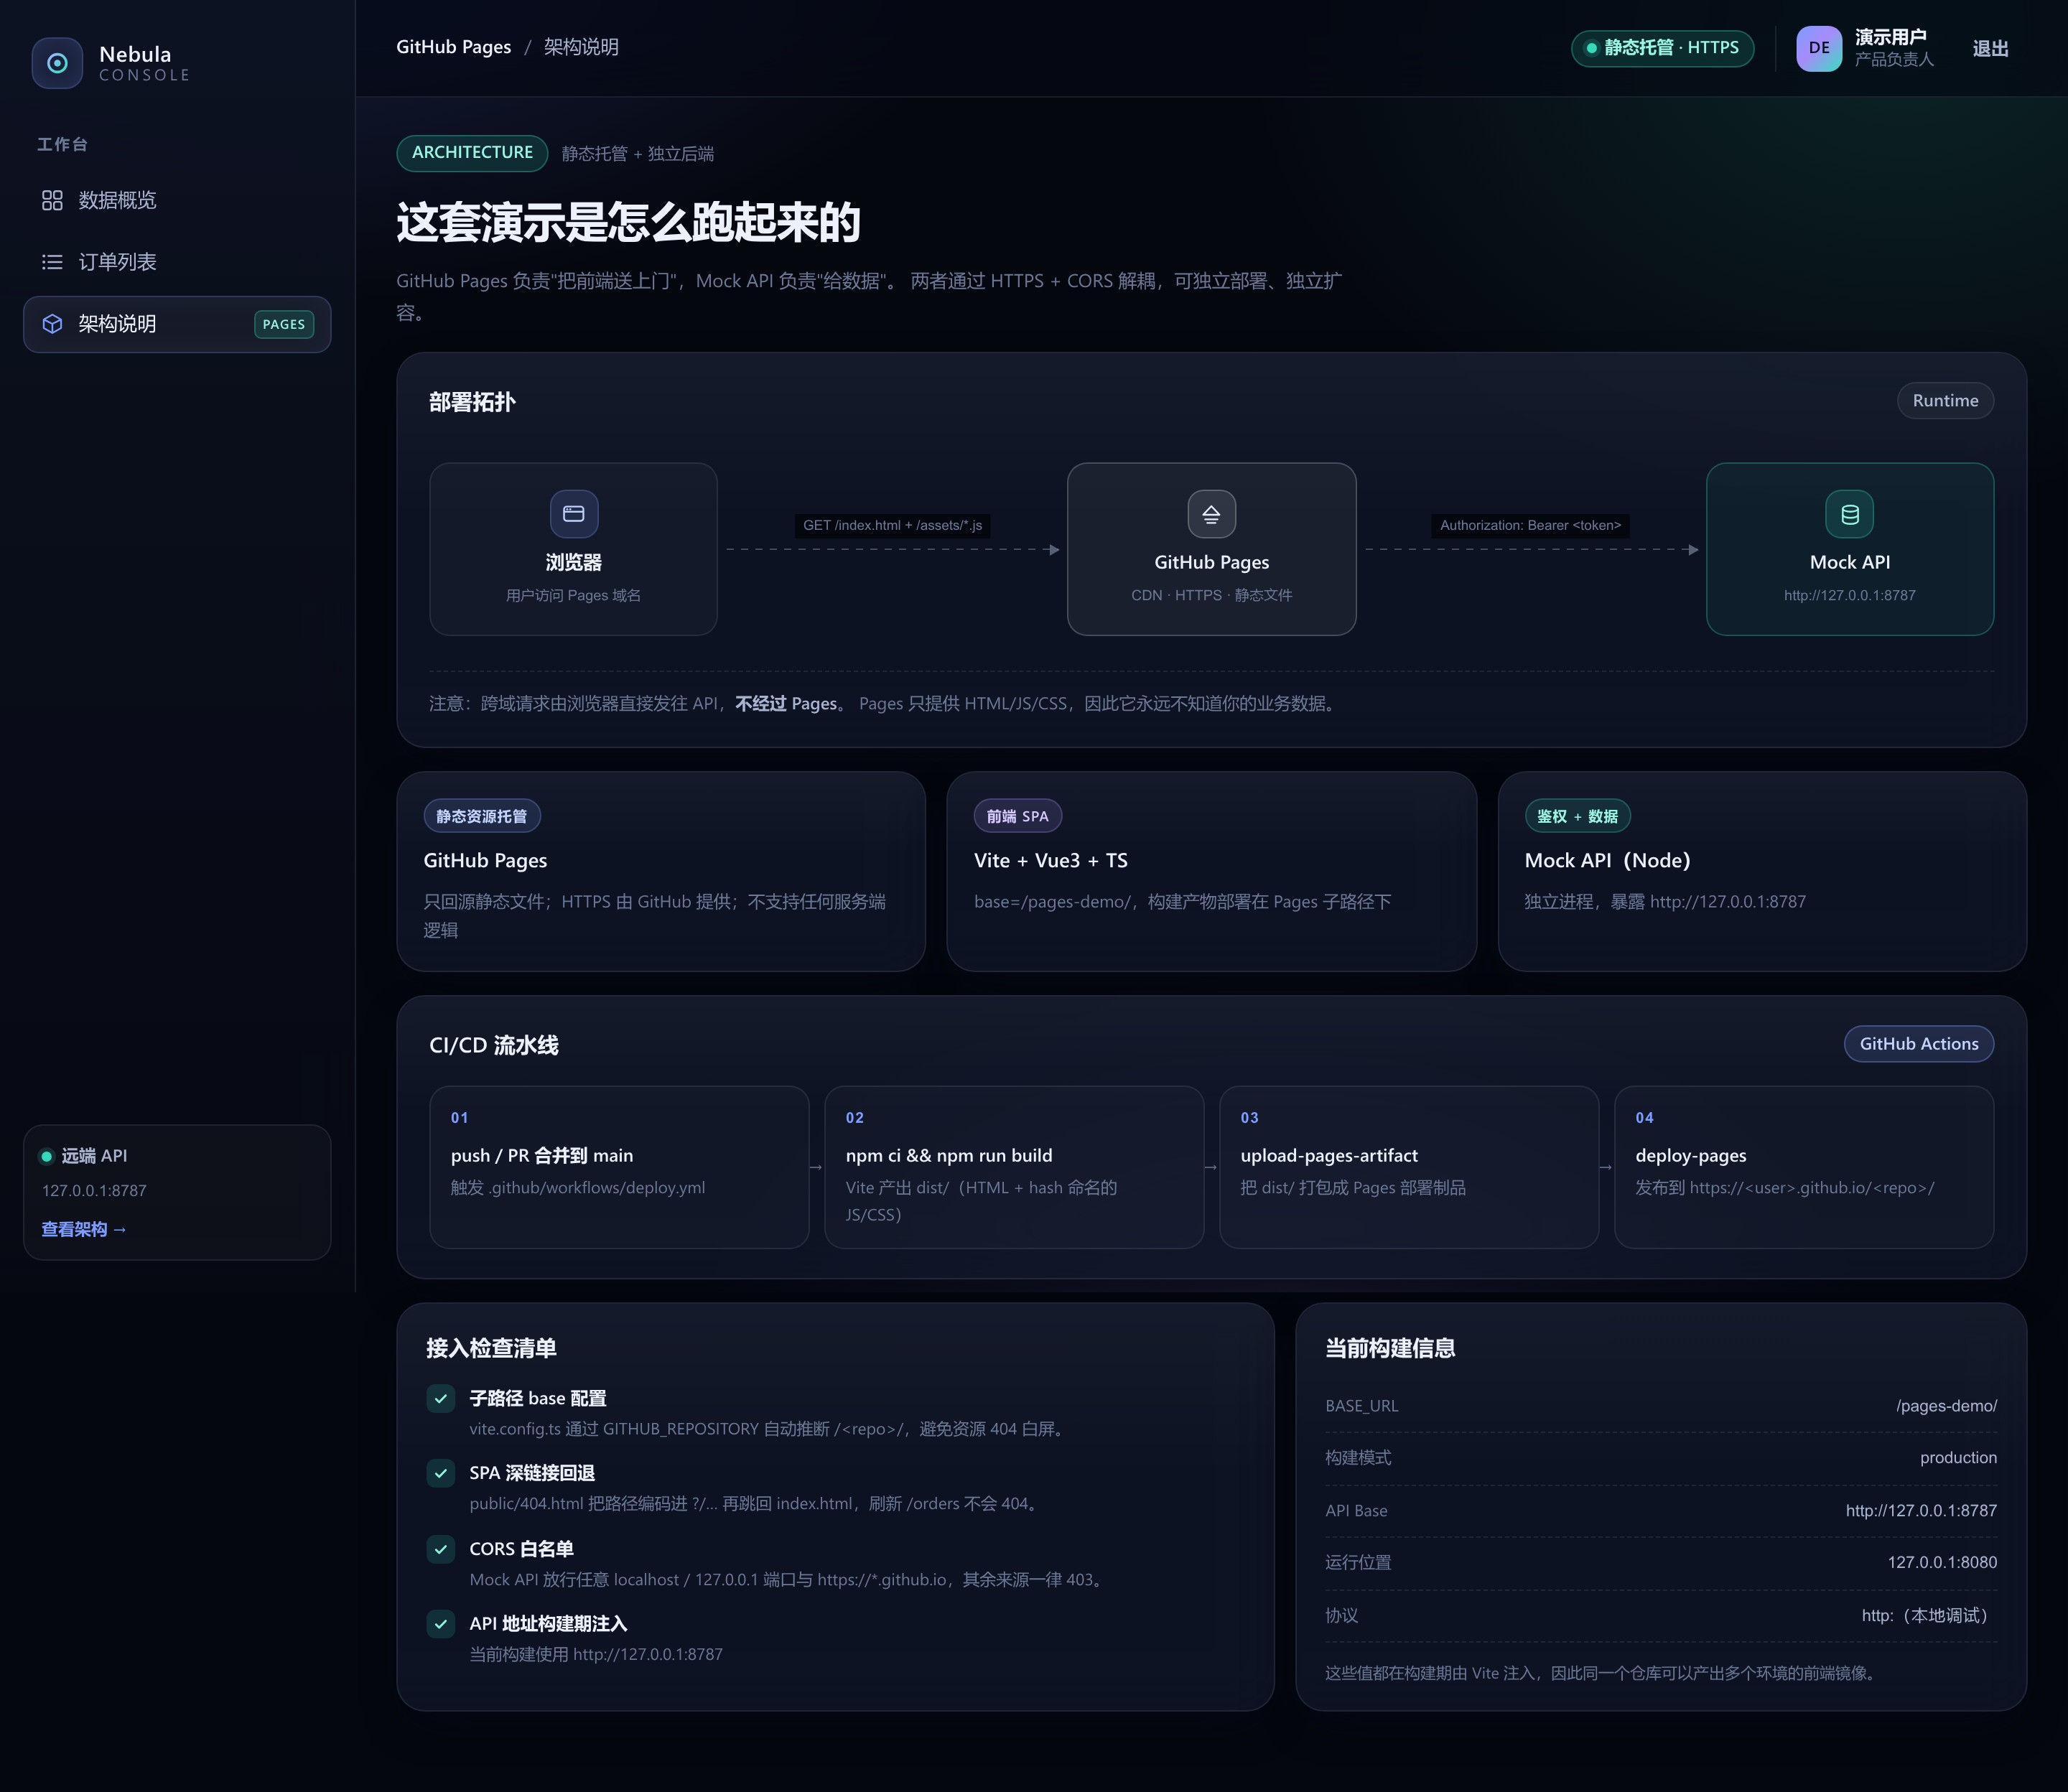 Nebula
CONSOLE
工作台
数据概览
订单列表
架构说明
PAGES
远端 API
127.0.0.1:8787
查看架构 →
GitHub Pages / 架构说明
静态托管 · HTTPS
DE
演示用户
产品负责人
退出
ARCHITECTURE
静态托管 + 独立后端
这套演示是怎么跑起来的
GitHub Pages 负责"把前端送上门"，Mock API 负责"给数据"。 两者通过 HTTPS + CORS 解耦，可独立部署、独立扩
容。
部署拓扑
Runtime
浏览器
用户访问 Pages 域名
GET /index.html + /assets/*.js
GitHub Pages
CDN · HTTPS · 静态文件
Authorization: Bearer <token>
Mock API
http://127.0.0.1:8787
注意：跨域请求由浏览器直接发往 API，不经过 Pages。 Pages 只提供 HTML/JS/CSS，因此它永远不知道你的业务数据。
静态资源托管
GitHub Pages
只回源静态文件；HTTPS 由 GitHub 提供；不支持任何服务端
逻辑
前端 SPA
Vite + Vue3 + TS
base=/pages-demo/，构建产物部署在 Pages 子路径下
鉴权 + 数据
Mock API（Node）
独立进程，暴露 http://127.0.0.1:8787
CI/CD 流水线
GitHub Actions
01
push / PR 合并到 main
触发 .github/workflows/deploy.yml
→
02
npm ci && npm run build
Vite 产出 dist/（HTML + hash 命名的
JS/CSS）
→
03
upload-pages-artifact
把 dist/ 打包成 Pages 部署制品
→
04
deploy-pages
发布到 https://<user>.github.io/<repo>/
接入检查清单
子路径 base 配置
vite.config.ts 通过 GITHUB_REPOSITORY 自动推断 /<repo>/，避免资源 404 白屏。
SPA 深链接回退
public/404.html 把路径编码进 ?/... 再跳回 index.html，刷新 /orders 不会 404。
CORS 白名单
Mock API 放行任意 localhost / 127.0.0.1 端口与 https://*.github.io，其余来源一律 403。
API 地址构建期注入
当前构建使用 http://127.0.0.1:8787
当前构建信息
BASE_URL
/pages-demo/
构建模式
production
API Base
http://127.0.0.1:8787
运行位置
127.0.0.1:8080
协议
http:（本地调试）
这些值都在构建期由 Vite 注入，因此同一个仓库可以产出多个环境的前端镜像。